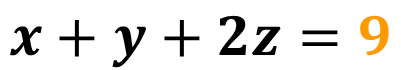 x + y + 2z = 9